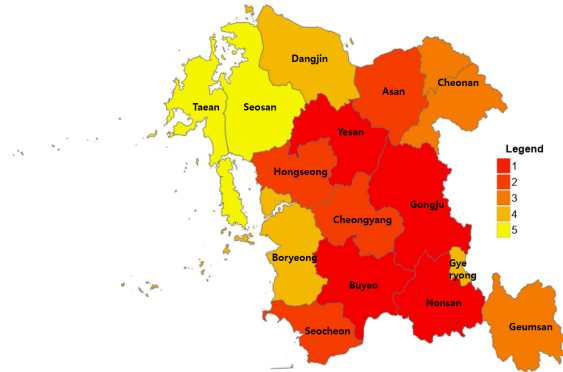 Dangjin
Cheonan
Asan
Taean
Seosan
Yesan
Legend
1
2
3
4
5
Hongseong
Gongju
Cheongyang
Boryeong
Gye
ryong
Buyeo
Nonsan
Seocheon
Geumsan